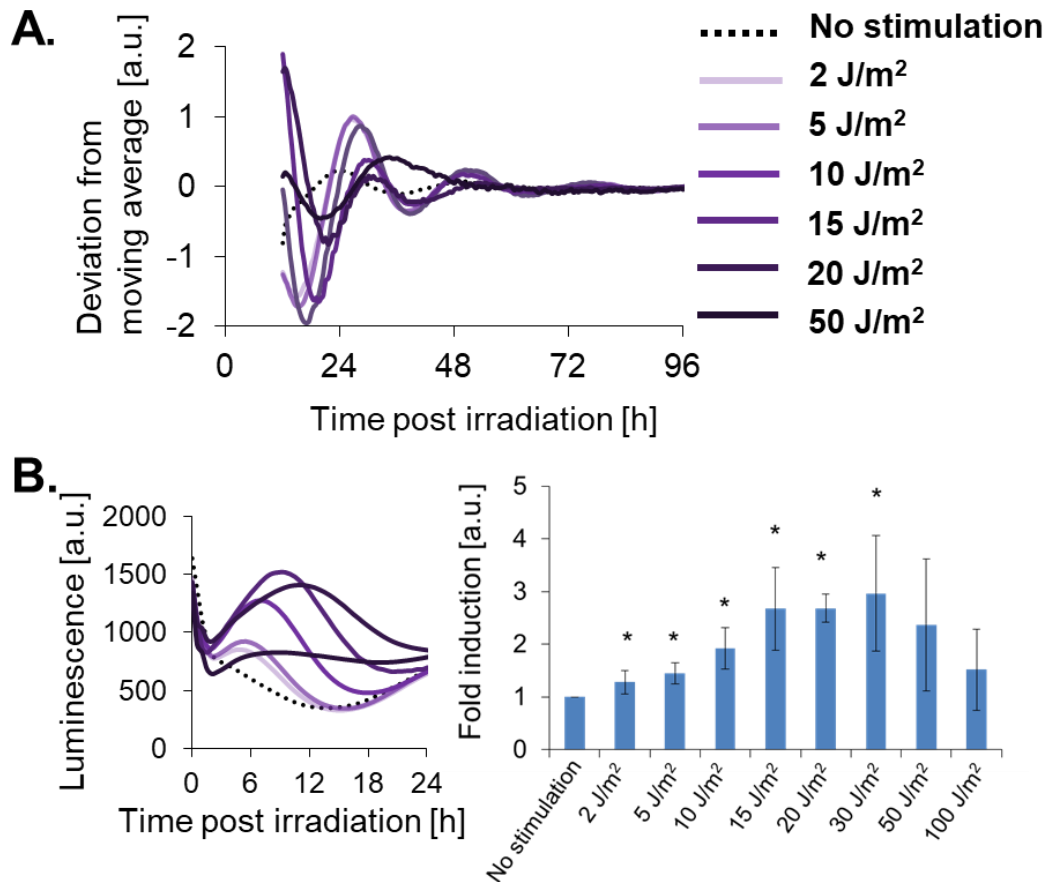 A.
Deviation from
moving average [a.u.]
2
1
0
-1
-2
0 24 48 72 96
Time post irradiation [h]
No stimulation
2 J/m²
5 J/m²
10 J/m²
15 J/m²
20 J/m²
50 J/m²
B.
Luminescence [a.u.]
2000
1500
1000
500
0
0 6 12 18 24
Time post irradiation [h]
Fold induction [a.u.]
5
4
3
2
1
0
* * * * * *
No stimulation
2 J/m²
5 J/m²
10 J/m²
15 J/m²
20 J/m²
30 J/m²
50 J/m²
100 J/m²